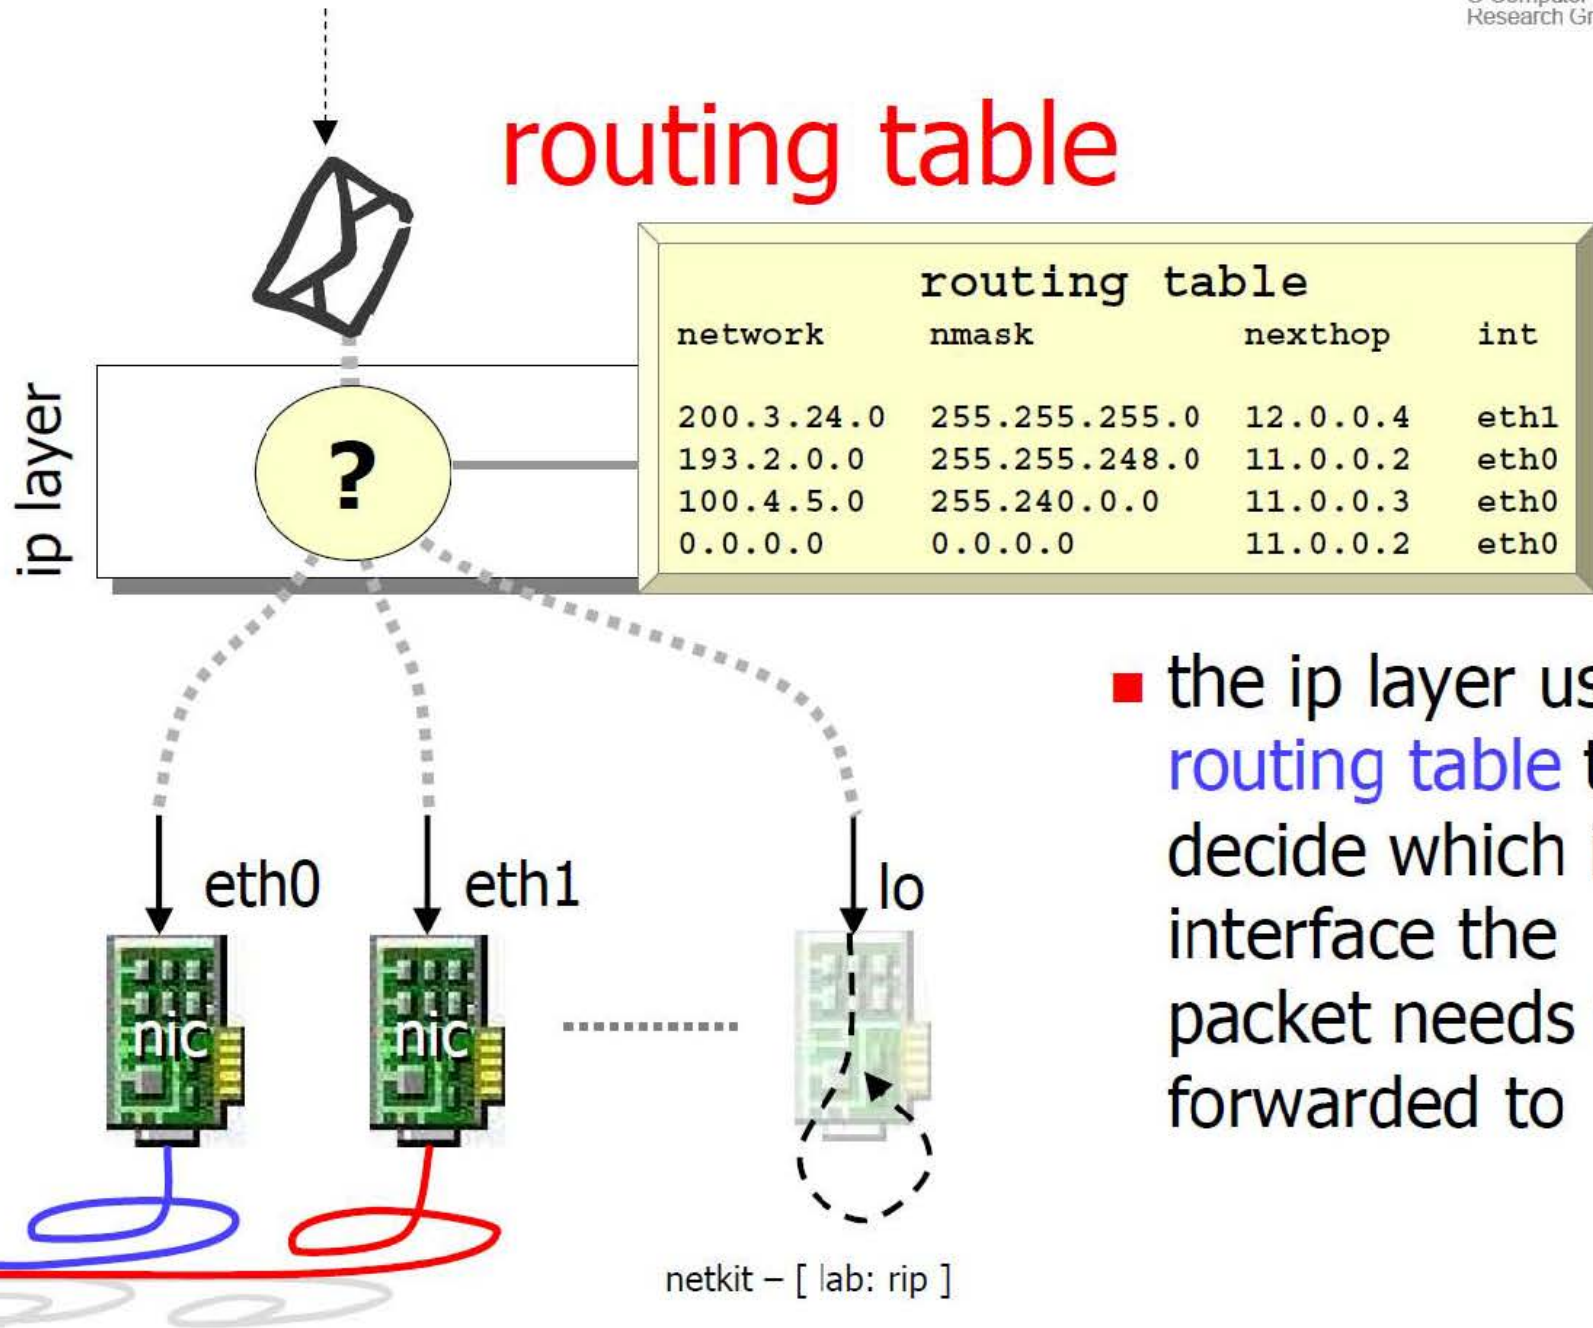 Research Gr
routing table
routing table
network nmask nexthop int
200.3.24.0 255.255.255.0 12.0.0.4 eth1
193.2.0.0 255.255.248.0 11.0.0.2 eth0
100.4.5.0 255.240.0.0 11.0.0.3 eth0
0.0.0.0 0.0.0.0 11.0.0.2 eth0
ip layer
?
the ip layer us
routing table t
decide which i
interface the
packet needs
forwarded to
eth0 eth1 lo
nic nic
netkit – [ lab: rip ]